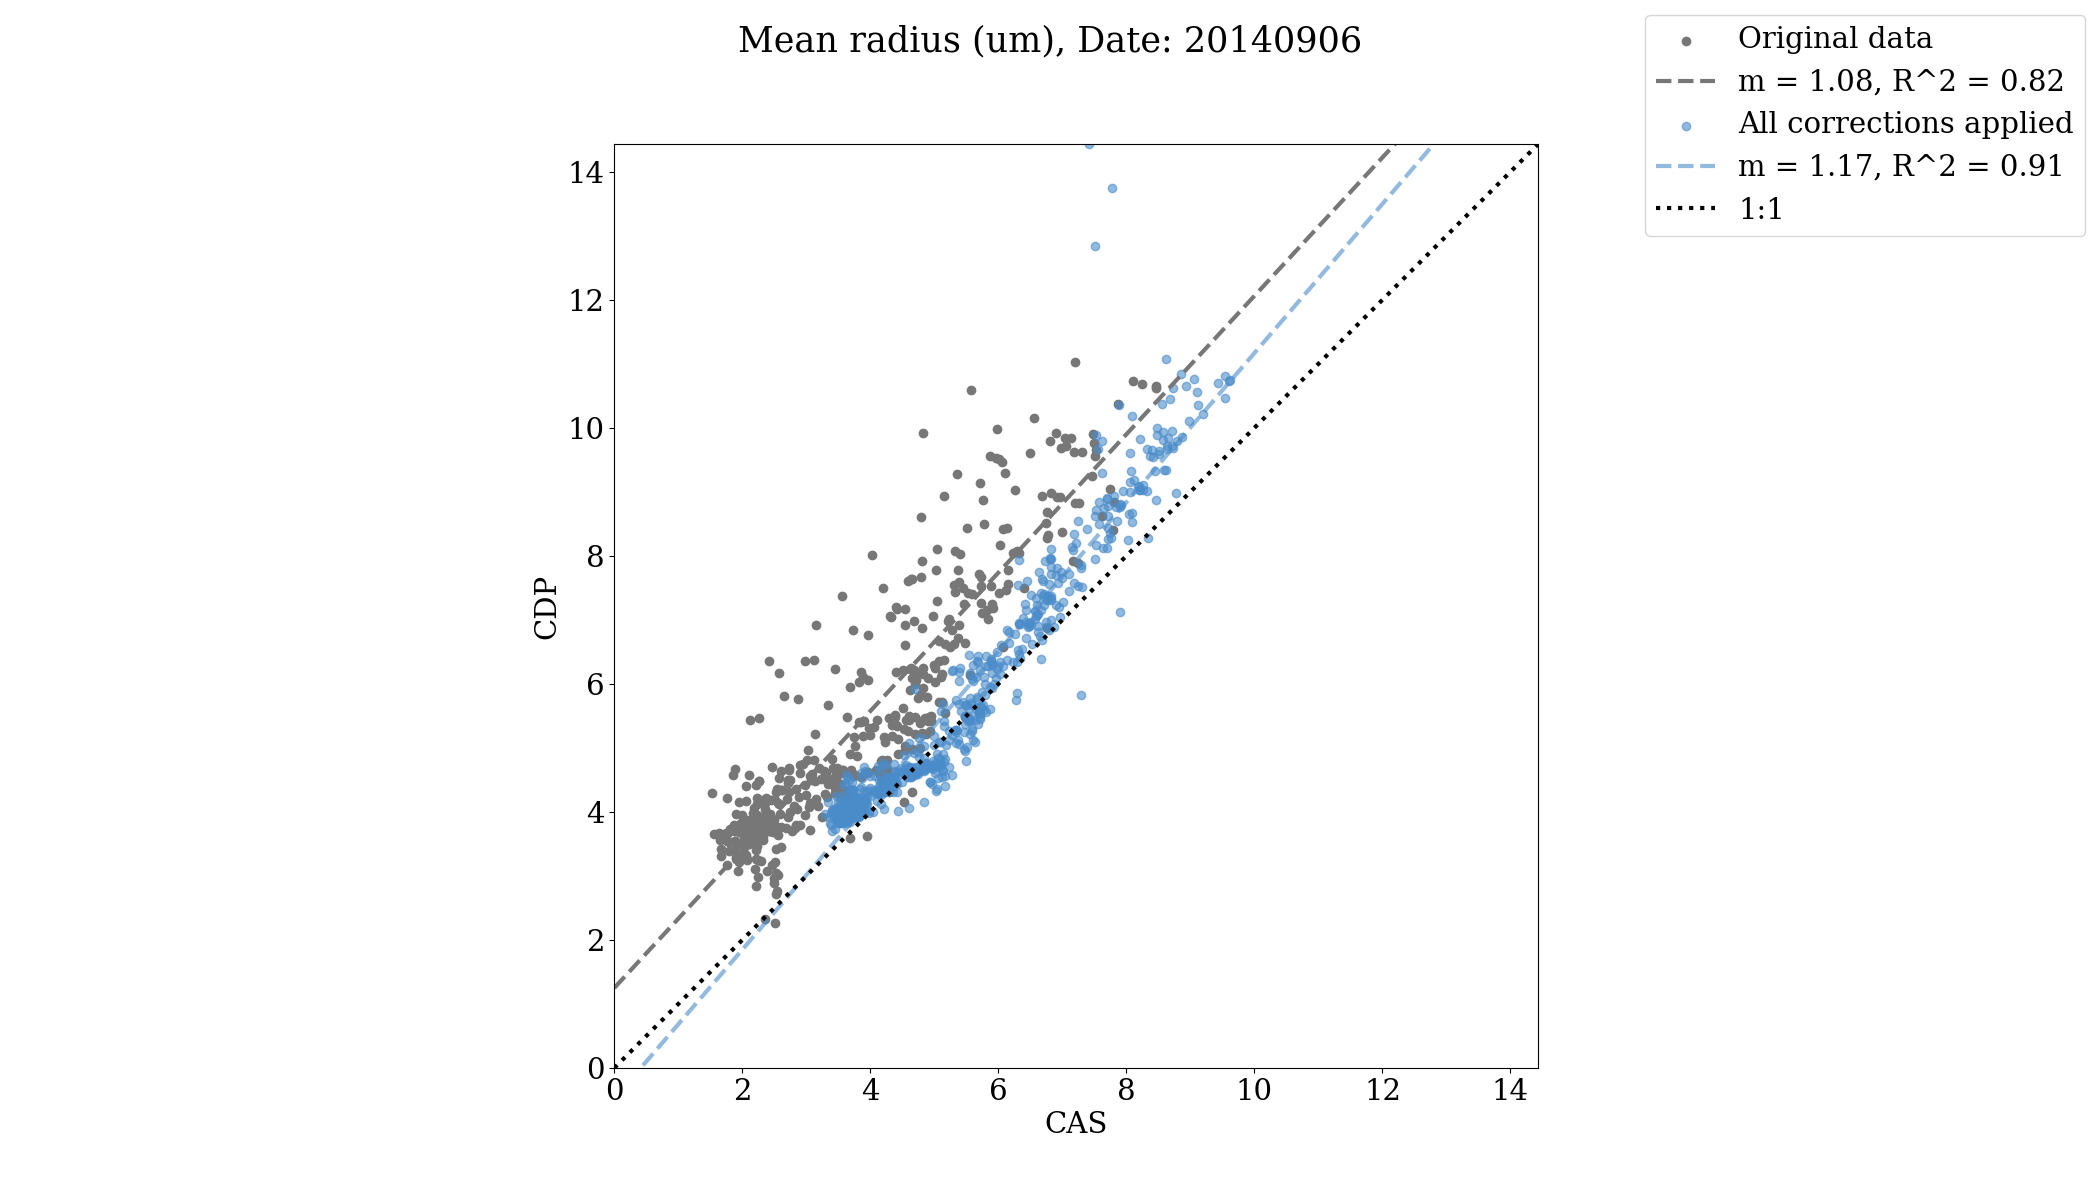 Mean radius (um), Date: 20140906
Original data
m = 1.08, R^2 = 0.82
All corrections applied
m = 1.17, R^2 = 0.91
1:1
14
12
10
8
6
4
2
0
CDP
0 2 4 6 8 10 12 14
CAS